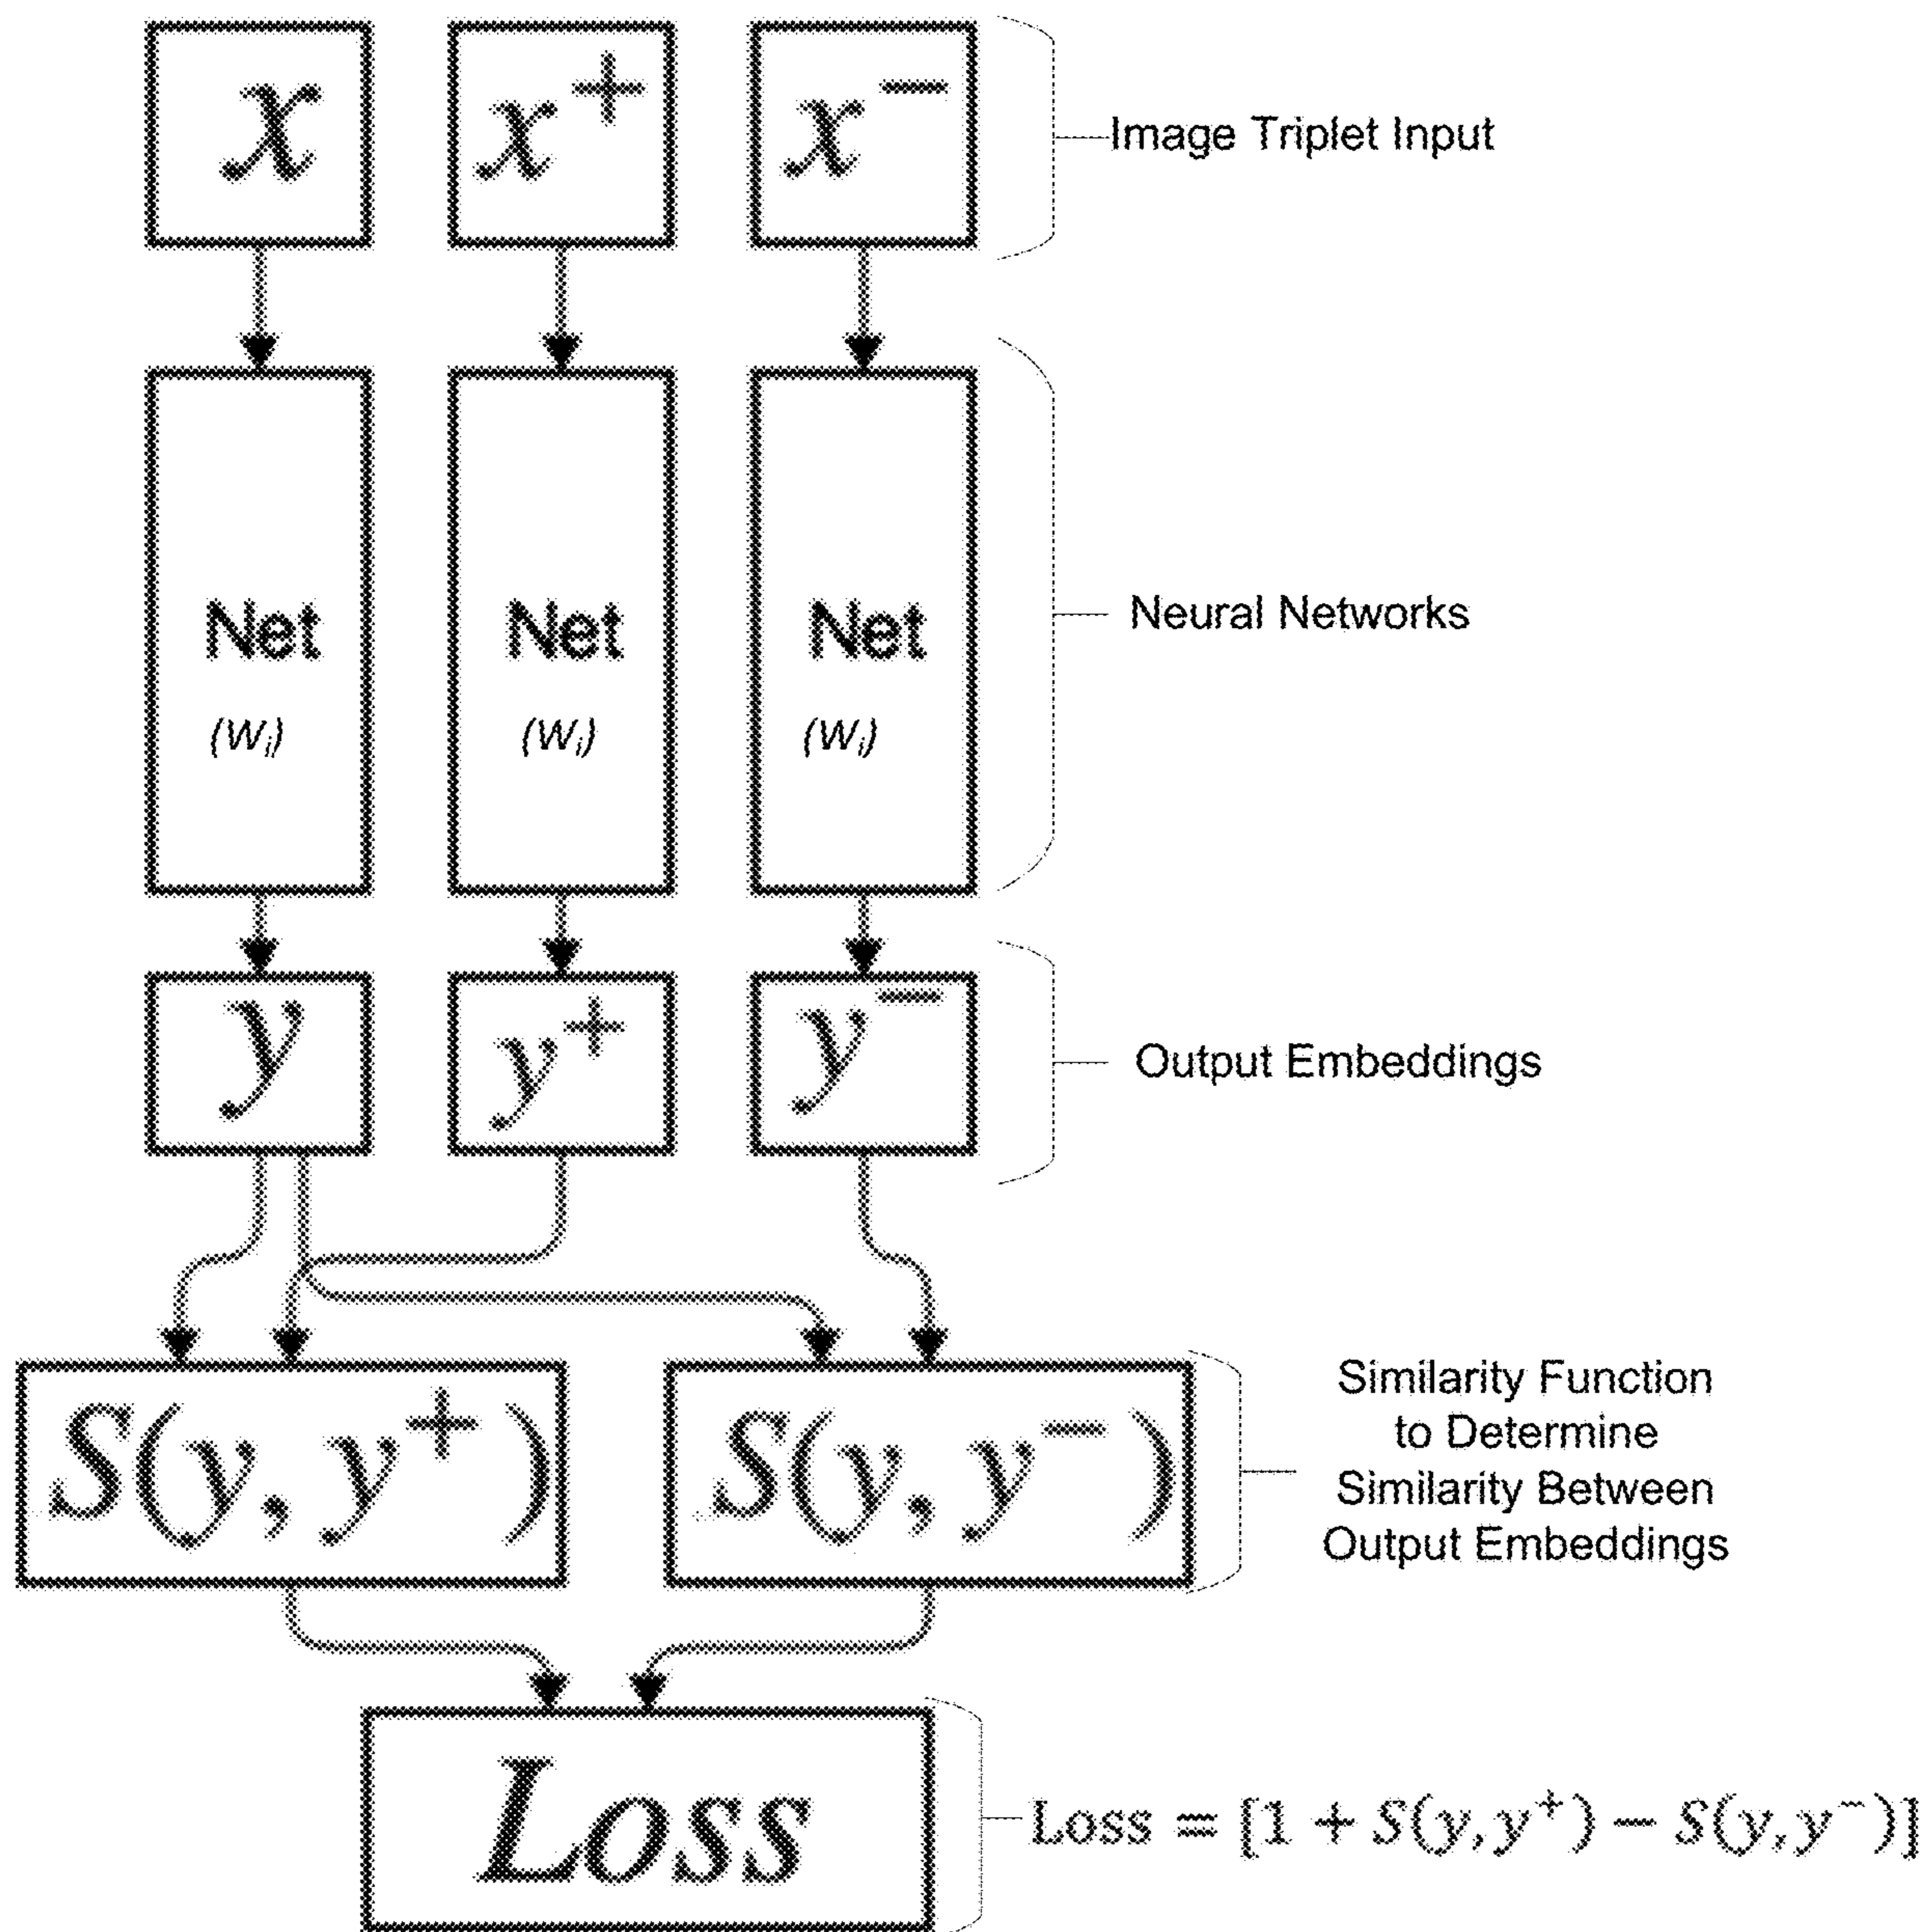 x
x⁺
x⁻
Image Triplet Input
Net
(Wᵢ)
Net
(Wᵢ)
Net
(Wᵢ)
Neural Networks
y
y⁺
y⁻
Output Embeddings
S(y, y⁺)
S(y, y⁻)
Similarity Function
to Determine
Similarity Between
Output Embeddings
Loss
Loss = [1 + S(y, y⁺) − S(y, y⁻)]